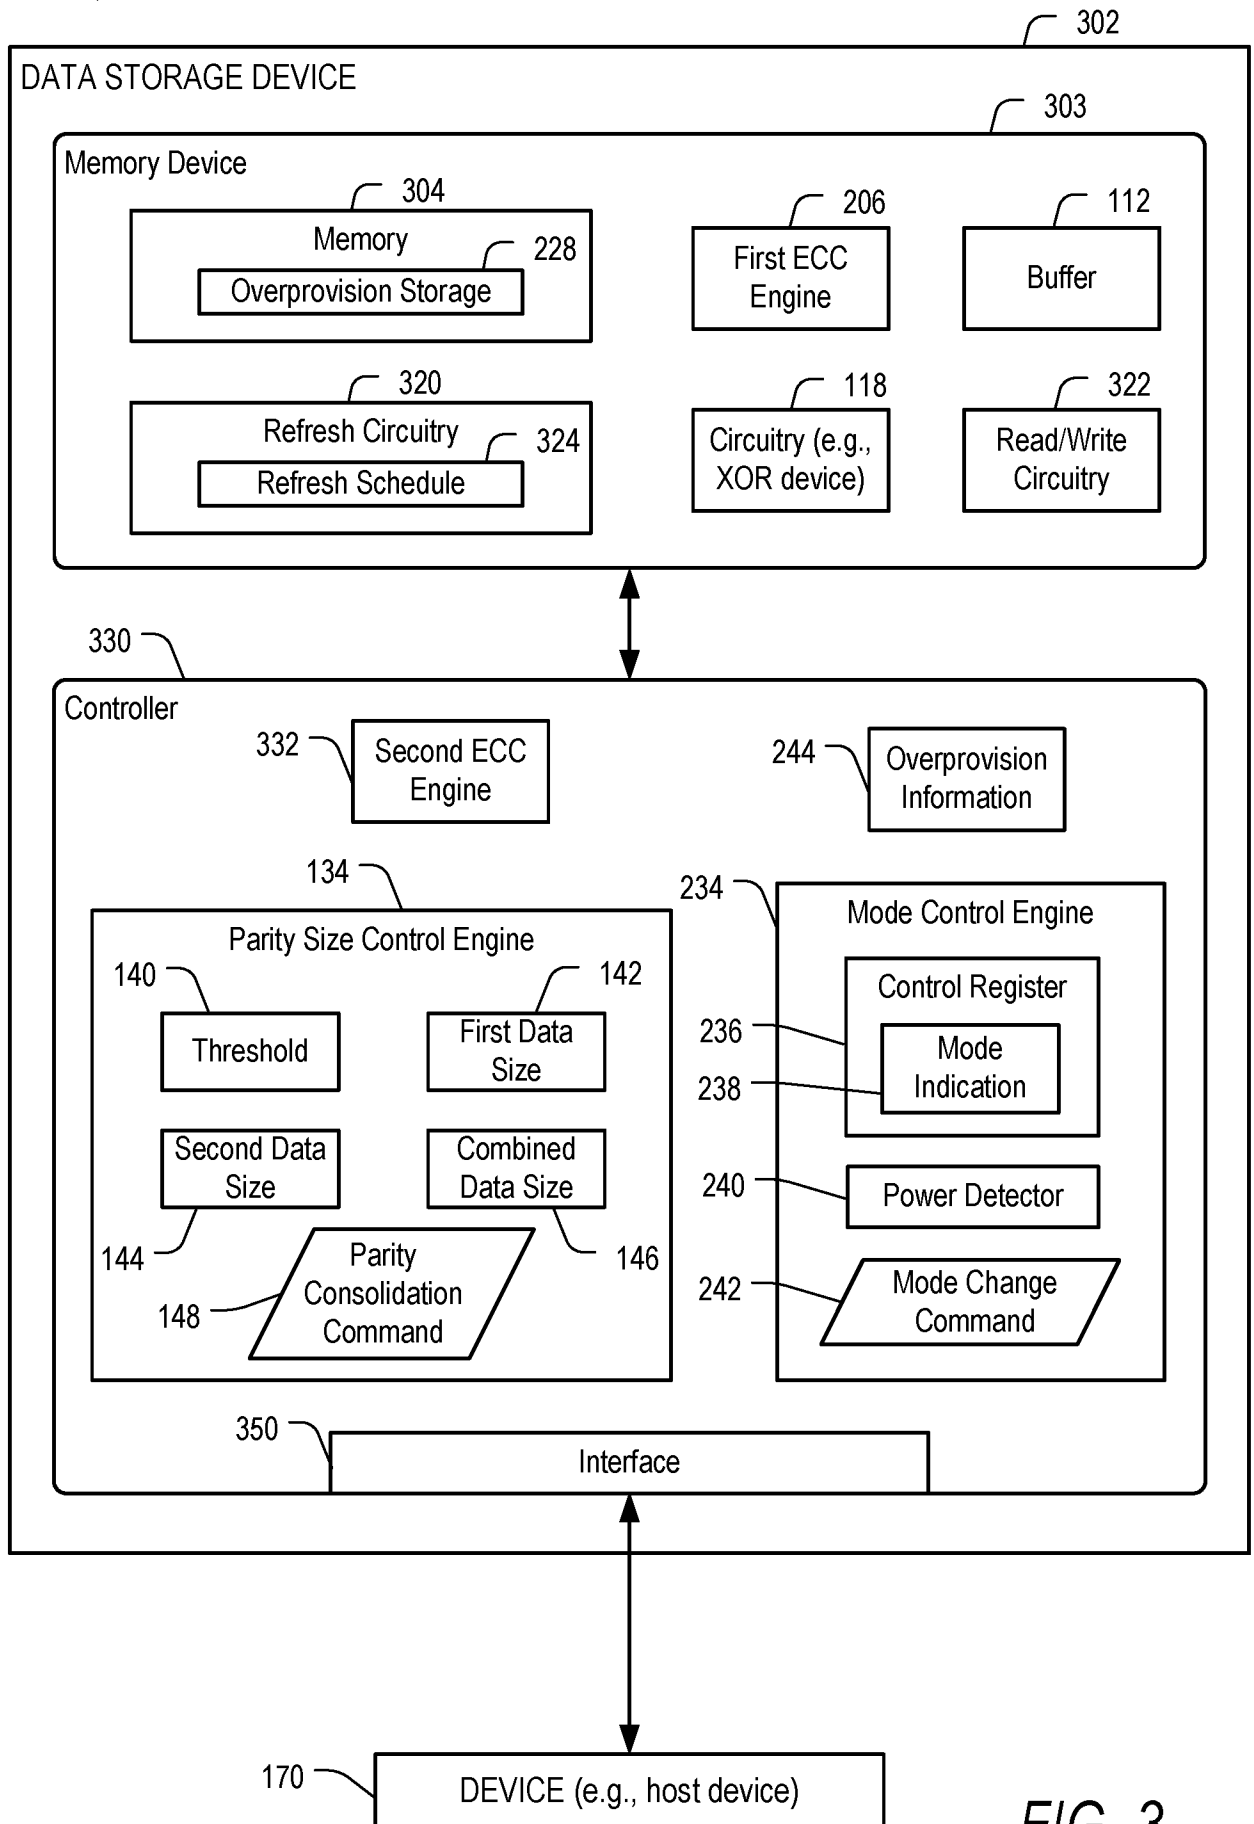 302
DATA STORAGE DEVICE
303
Memory Device
304
Memory
228
Overprovision Storage
206
First ECC
Engine
112
Buffer
320
Refresh Circuitry
324
Refresh Schedule
118
Circuitry (e.g.,
XOR device)
322
Read/Write
Circuitry
330
Controller
332
Second ECC
Engine
244
Overprovision
Information
134
Parity Size Control Engine
140
Threshold
142
First Data
Size
Second Data
Size
144
Combined
Data Size
146
148
Parity
Consolidation
Command
234
Mode Control Engine
Control Register
236
Mode
Indication
238
240
Power Detector
242
Mode Change
Command
350
Interface
170
DEVICE (e.g., host device)
FIG. 3